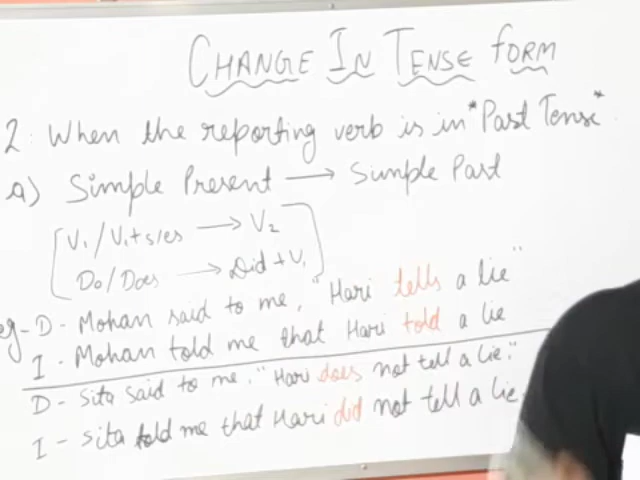 CHANGE IN TENSE FORM
2. When the reporting verb is in *Past Tense*
a) Simple Present → Simple Past
V₁/V₁+s/es → V₂
Do/Does → Did + V₁
eg- D - Mohan said to me, "Hari tells a lie"
I - Mohan told me that Hari told a lie
D - Sita said to me, "Hari does not tell a lie."
I - Sita told me that Hari did not tell a lie